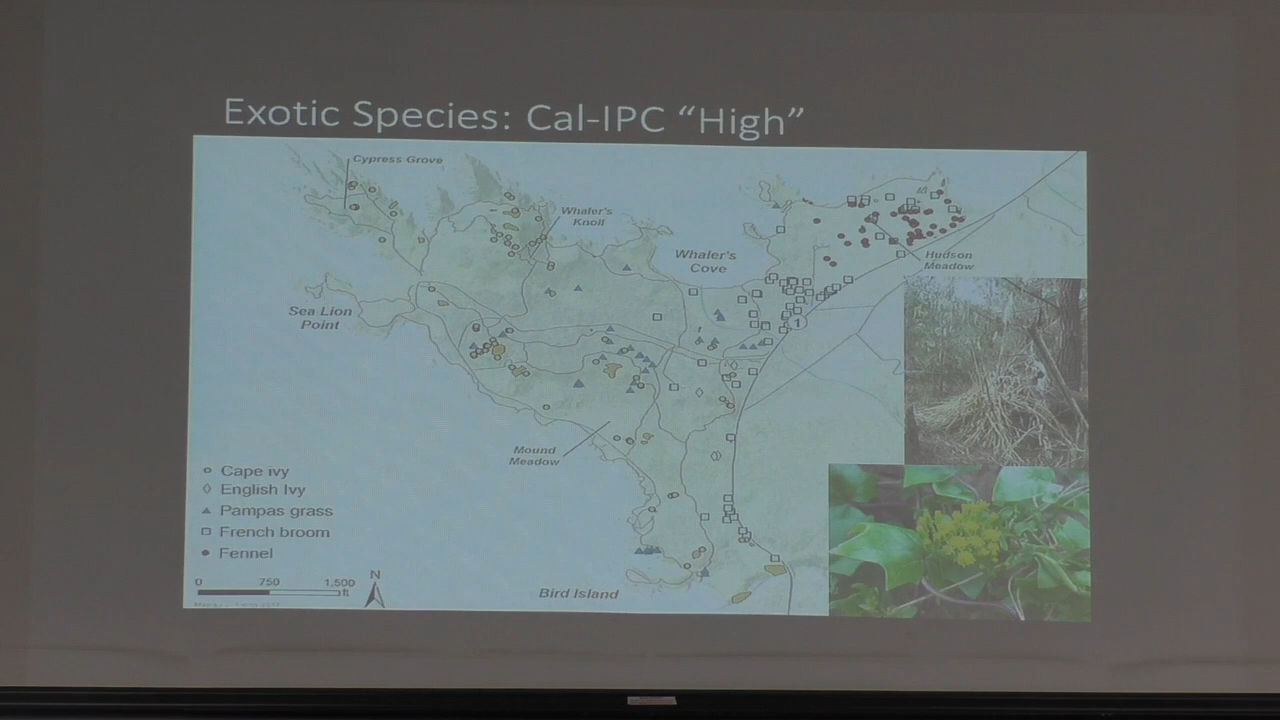 Exotic Species: Cal-IPC “High”
Cypress Grove
Whaler's
Knoll
Whaler's
Cove
Hudson
Meadow
Sea Lion
Point
1
Mound
Meadow
Cape ivy
English Ivy
Pampas grass
French broom
Fennel
0 750 1,500
ft
N
Bird Island